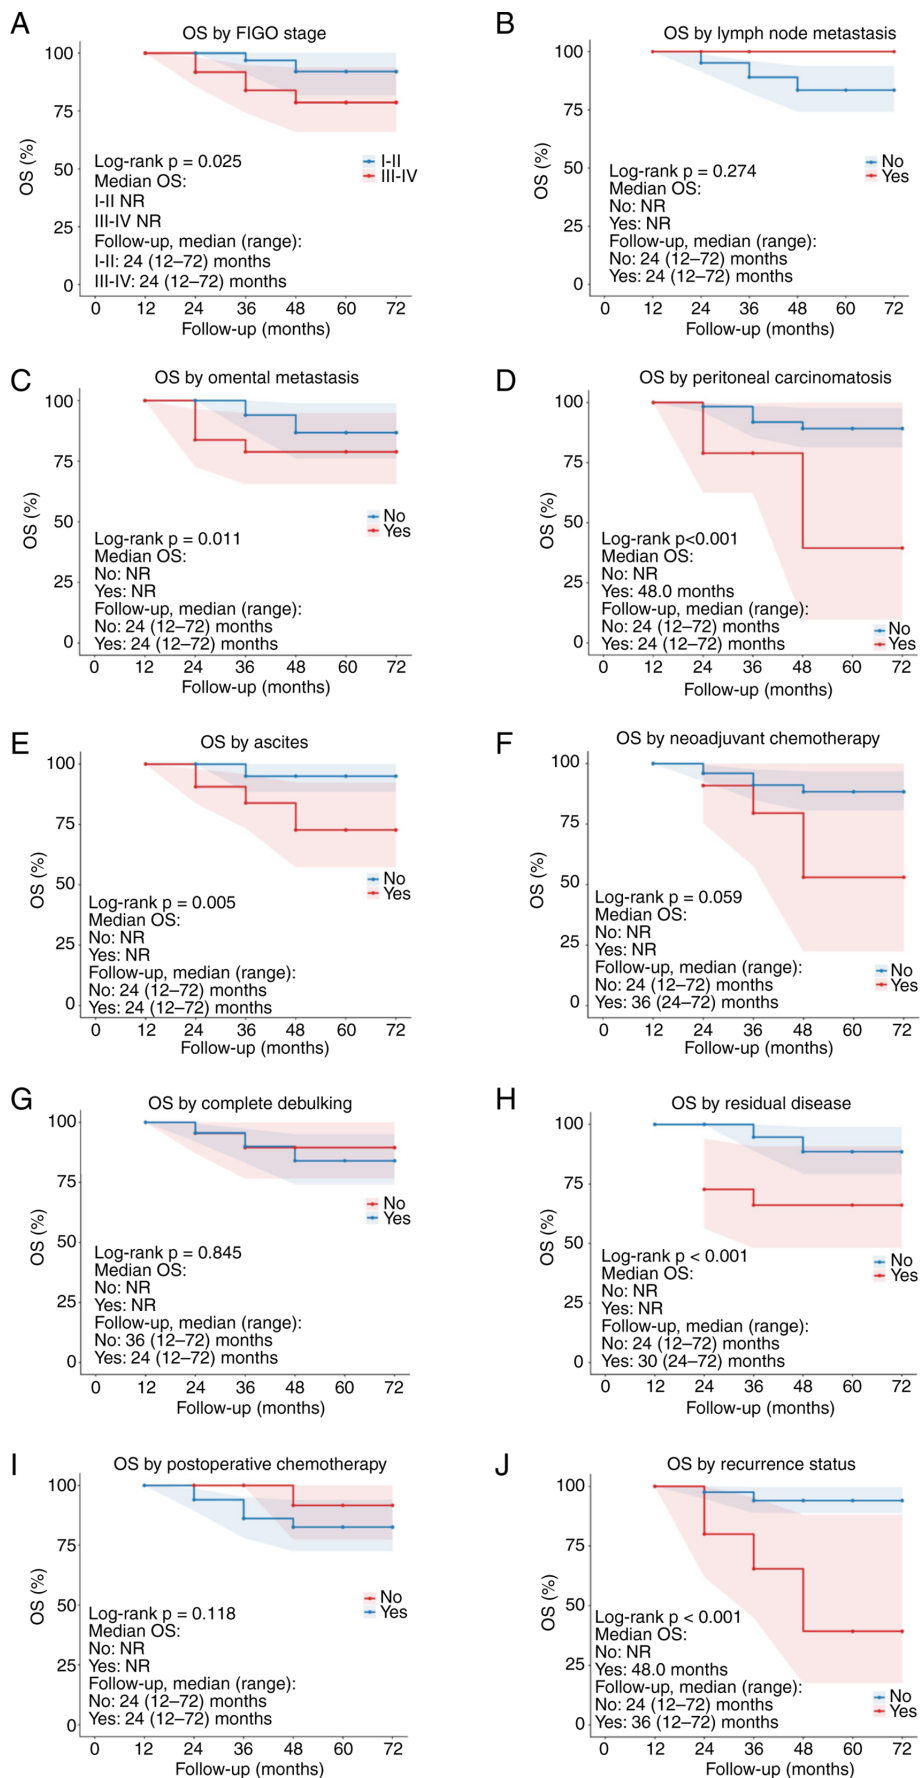 A
OS by FIGO stage
100
75
50
25
0
OS (%)
Log-rank p = 0.025
Median OS:
I-II NR
III-IV NR
Follow-up, median (range):
I-II: 24 (12–72) months
III-IV: 24 (12–72) months
I-II
III-IV
0 12 24 36 48 60 72
Follow-up (months)
B
OS by lymph node metastasis
100
75
50
25
0
OS (%)
Log-rank p = 0.274
Median OS:
No: NR
Yes: NR
Follow-up, median (range):
No: 24 (12–72) months
Yes: 24 (12–72) months
No
Yes
0 12 24 36 48 60 72
Follow-up (months)
C
OS by omental metastasis
100
75
50
25
0
OS (%)
Log-rank p = 0.011
Median OS:
No: NR
Yes: NR
Follow-up, median (range):
No: 24 (12–72) months
Yes: 24 (12–72) months
No
Yes
0 12 24 36 48 60 72
Follow-up (months)
D
OS by peritoneal carcinomatosis
100
75
50
25
0
OS (%)
Log-rank p<0.001
Median OS:
No: NR
Yes: 48.0 months
Follow-up, median (range):
No: 24 (12–72) months
Yes: 24 (12–72) months
No
Yes
0 12 24 36 48 60 72
Follow-up (months)
E
OS by ascites
100
75
50
25
0
OS (%)
Log-rank p = 0.005
Median OS:
No: NR
Yes: NR
Follow-up, median (range):
No: 24 (12–72) months
Yes: 24 (12–72) months
No
Yes
0 12 24 36 48 60 72
Follow-up (months)
F
OS by neoadjuvant chemotherapy
100
75
50
25
0
OS (%)
Log-rank p = 0.059
Median OS:
No: NR
Yes: NR
Follow-up, median (range):
No: 24 (12–72) months
Yes: 36 (24–72) months
No
Yes
0 12 24 36 48 60 72
Follow-up (months)
G
OS by complete debulking
100
75
50
25
0
OS (%)
Log-rank p = 0.845
Median OS:
No: NR
Yes: NR
Follow-up, median (range):
No: 36 (12–72) months
Yes: 24 (12–72) months
No
Yes
0 12 24 36 48 60 72
Follow-up (months)
H
OS by residual disease
100
75
50
25
0
OS (%)
Log-rank p < 0.001
Median OS:
No: NR
Yes: NR
Follow-up, median (range):
No: 24 (12–72) months
Yes: 30 (24–72) months
No
Yes
0 12 24 36 48 60 72
Follow-up (months)
I
OS by postoperative chemotherapy
100
75
50
25
0
OS (%)
Log-rank p = 0.118
Median OS:
No: NR
Yes: NR
Follow-up, median (range):
No: 24 (12–72) months
Yes: 24 (12–72) months
No
Yes
0 12 24 36 48 60 72
Follow-up (months)
J
OS by recurrence status
100
75
50
25
0
OS (%)
Log-rank p < 0.001
Median OS:
No: NR
Yes: 48.0 months
Follow-up, median (range):
No: 24 (12–72) months
Yes: 36 (12–72) months
No
Yes
0 12 24 36 48 60 72
Follow-up (months)